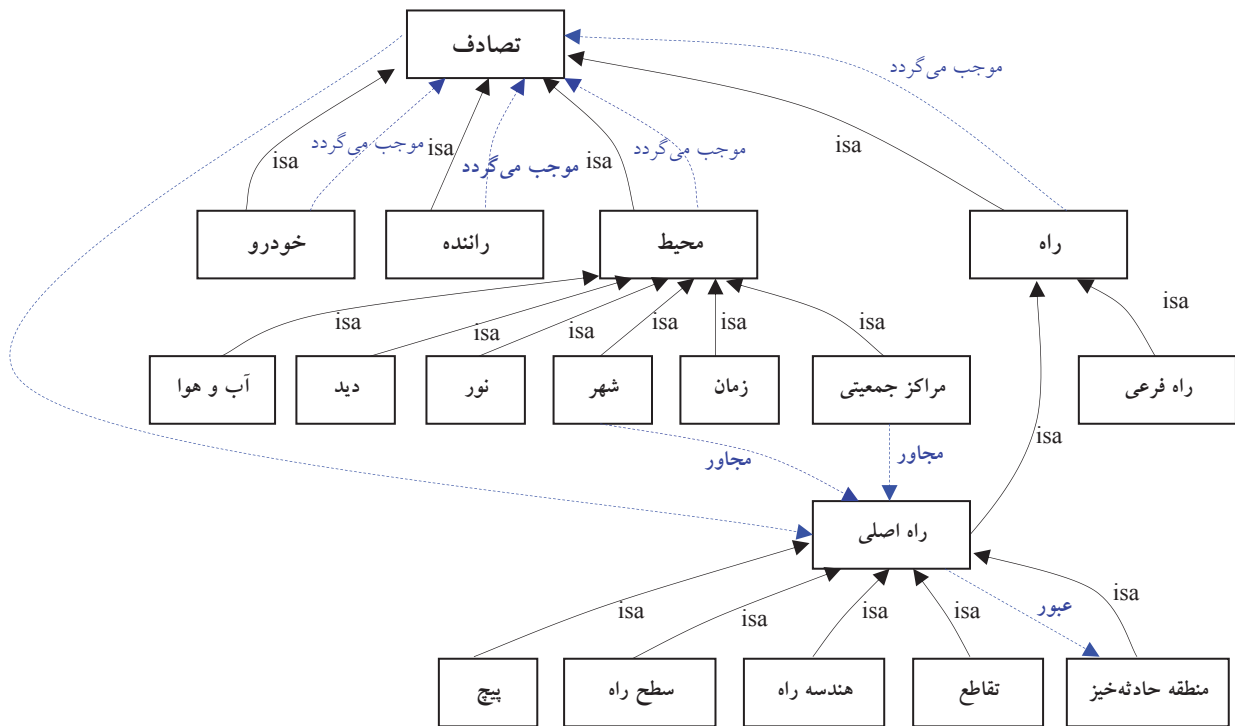 تصادف
موجب می‌گردد
isa
موجب می‌گردد
isa
موجب می‌گردد
isa
موجب می‌گردد
isa
خودرو
راننده
محیط
راه
isa
isa
isa
isa
isa
isa
isa
آب و هوا
دید
نور
شهر
زمان
مراکز جمعیتی
راه فرعی
مجاور
مجاور
isa
راه اصلی
isa
isa
isa
isa
عبور
isa
پیچ
سطح راه
هندسه راه
تقاطع
منطقه حادثه‌خیز